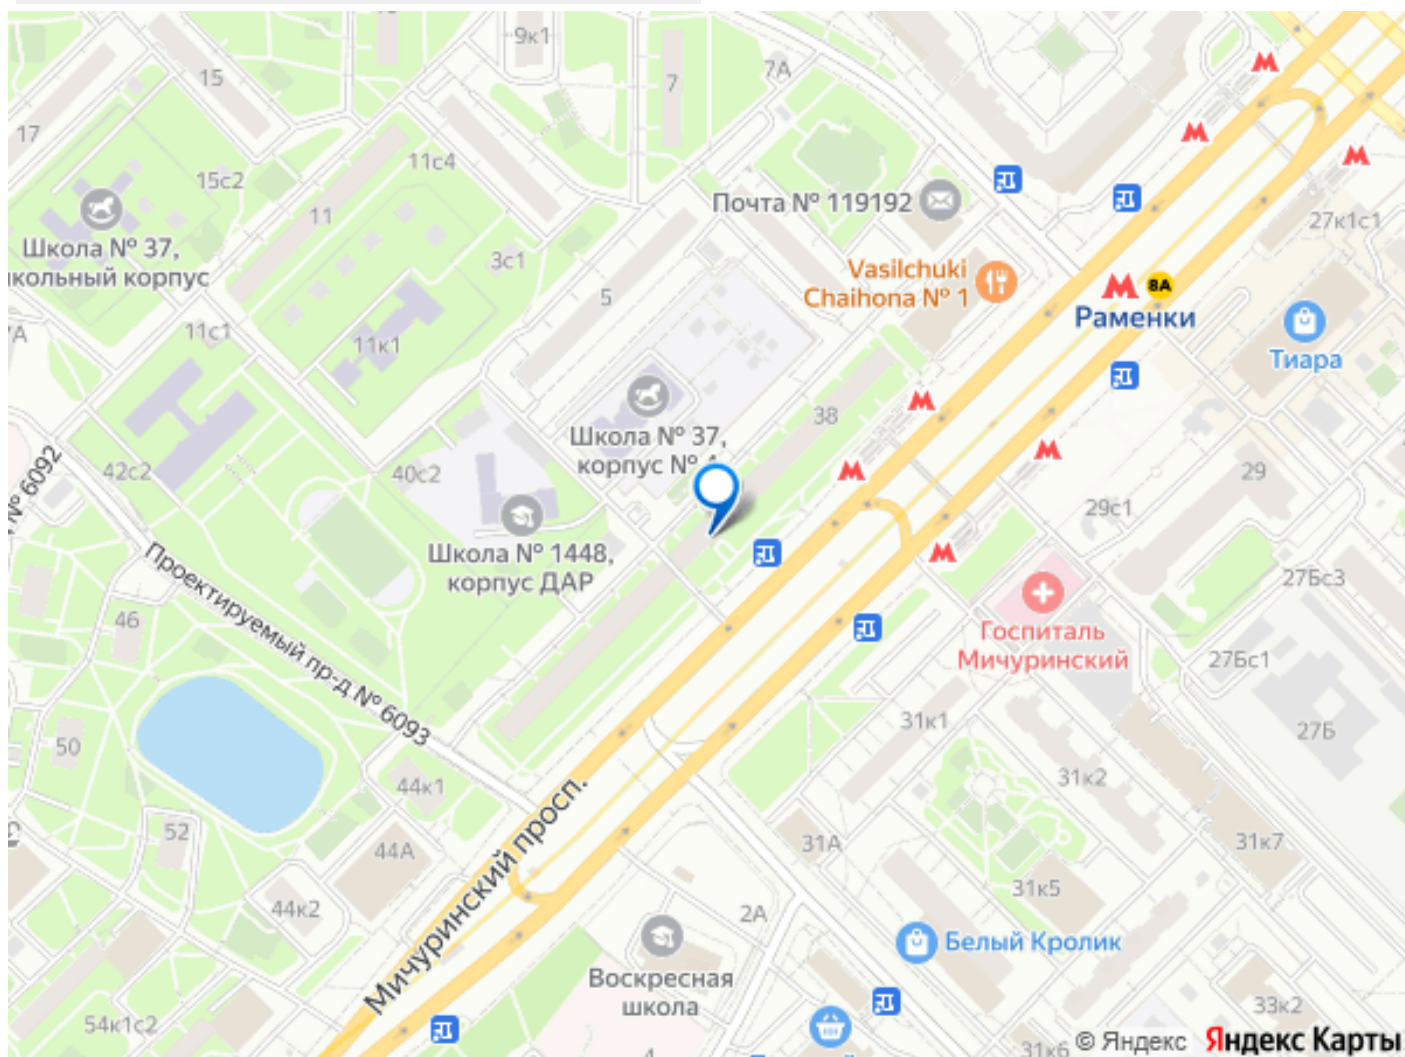 9к1
15
7
7А
17
11с4
15с2
Почта № 119192
11
27к1с1
Школа № 37,
3с1
Vasilchuki
Chaihona № 1
кольный корпус
5
8А
Раменки
11с1
11к1
Тиара
38
Школа № 37,
корпус №
42с2
40с2
29
№ 6092
29с1
Школа № 1448,
корпус ДАР
Проектируемый пр-д № 6093
27Бс3
46
Госпиталь
Мичуринский
27Бс1
31к1
27Б
50
31к2
44к1
Мичуринский просп.
52
44А
31А
31к7
31к5
44к2
2А
Белый Кролик
Воскресная
школа
33к2
54к1с2
31к6
4
© Яндекс
Яндекс Карты